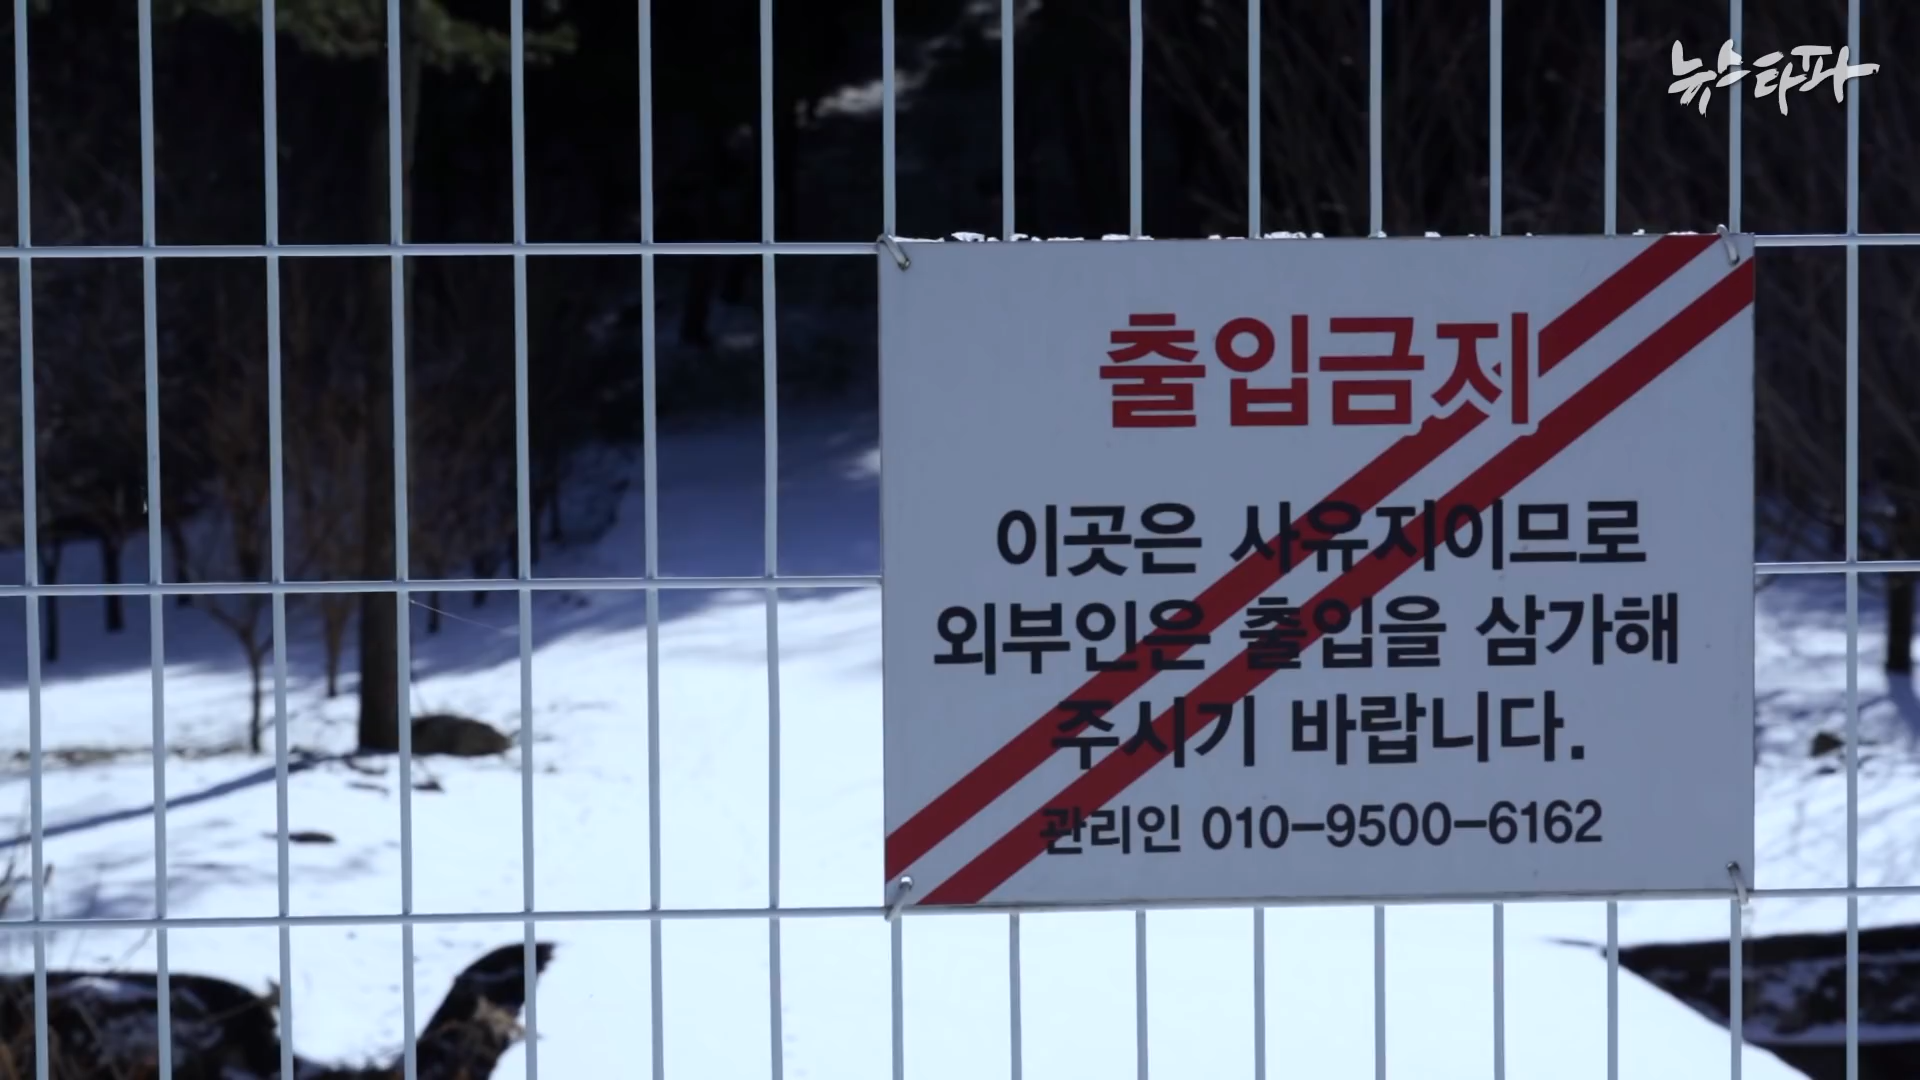 뉴스타파
출입금지
이곳은 사유지이므로
외부인은 출입을 삼가해
주시기 바랍니다.
관리인 010-9500-6162